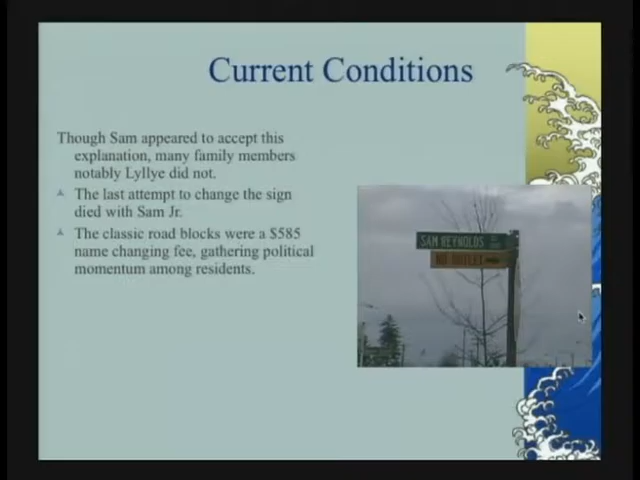 Current Conditions
Though Sam appeared to accept this
explanation, many family members
notably Lyllye did not.
The last attempt to change the sign
died with Sam Jr.
The classic road blocks were a $585
name changing fee, gathering political
momentum among residents.
SAM REYNOLDS
NO OUTLET